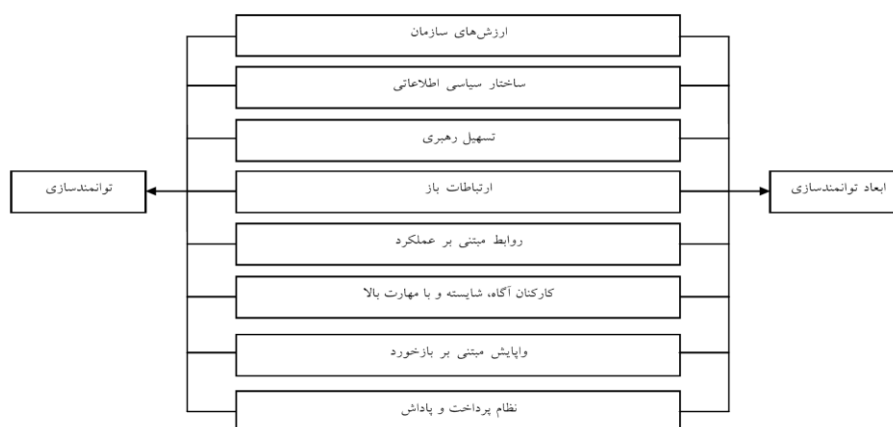 ارزش‌های سازمان
ساختار سیاسی اطلاعاتی
تسهیل رهبری
ابعاد توانمندسازی
ارتباطات باز
توانمندسازی
روابط مبتنی بر عملکرد
کارکنان آگاه، شایسته و با مهارت بالا
واپایش مبتنی بر بازخورد
نظام پرداخت و پاداش